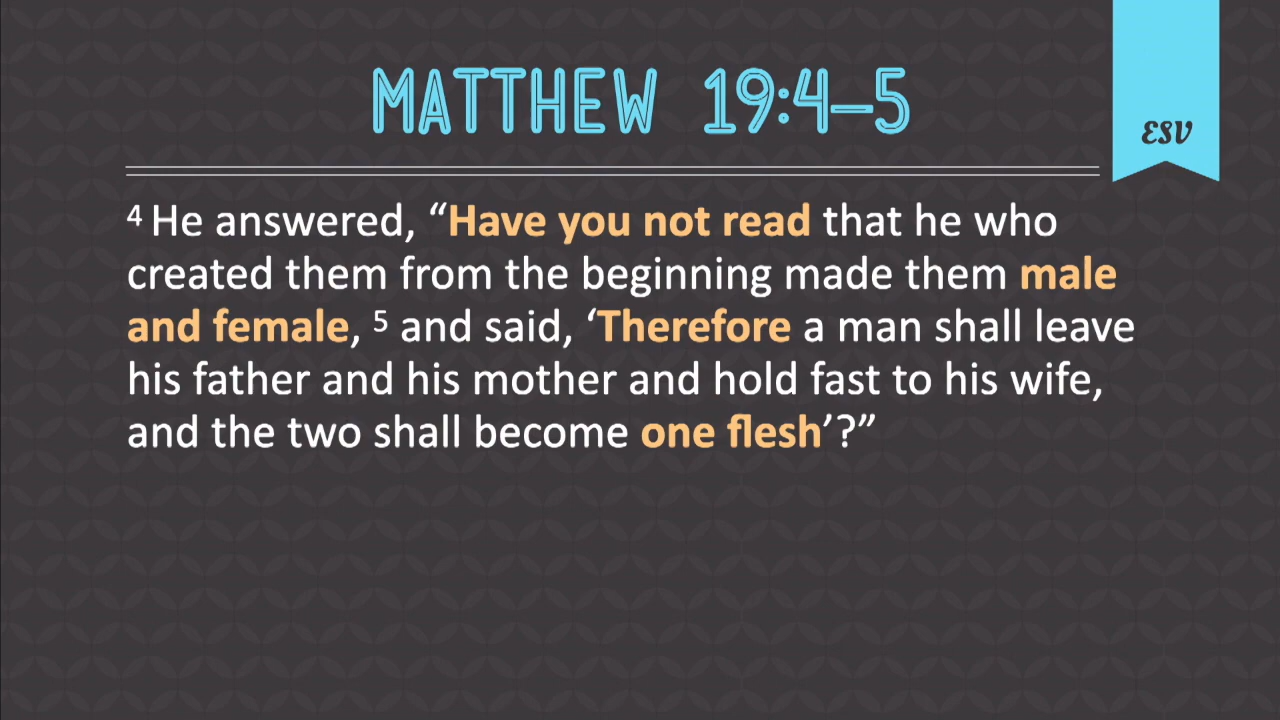 MATTHEW 19:4–5
ESV
4 He answered, “Have you not read that he who
created them from the beginning made them male
and female, 5 and said, ‘Therefore a man shall leave
his father and his mother and hold fast to his wife,
and the two shall become one flesh’?”